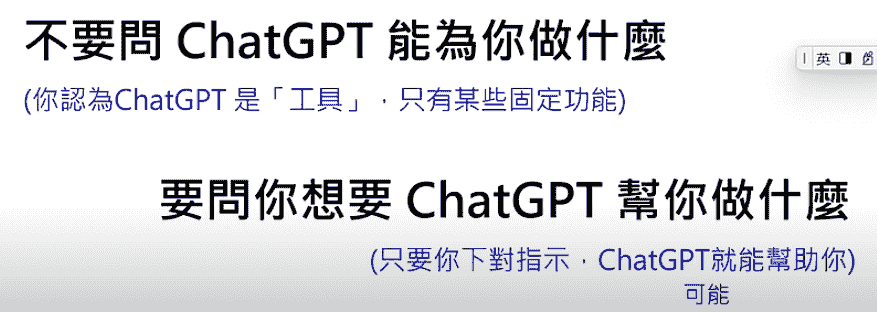 不要問 ChatGPT 能為你做什麼
英
(你認為ChatGPT 是「工具」，只有某些固定功能)
要問你想要 ChatGPT 幫你做什麼
(只要你下對指示，ChatGPT就能幫助你)
可能